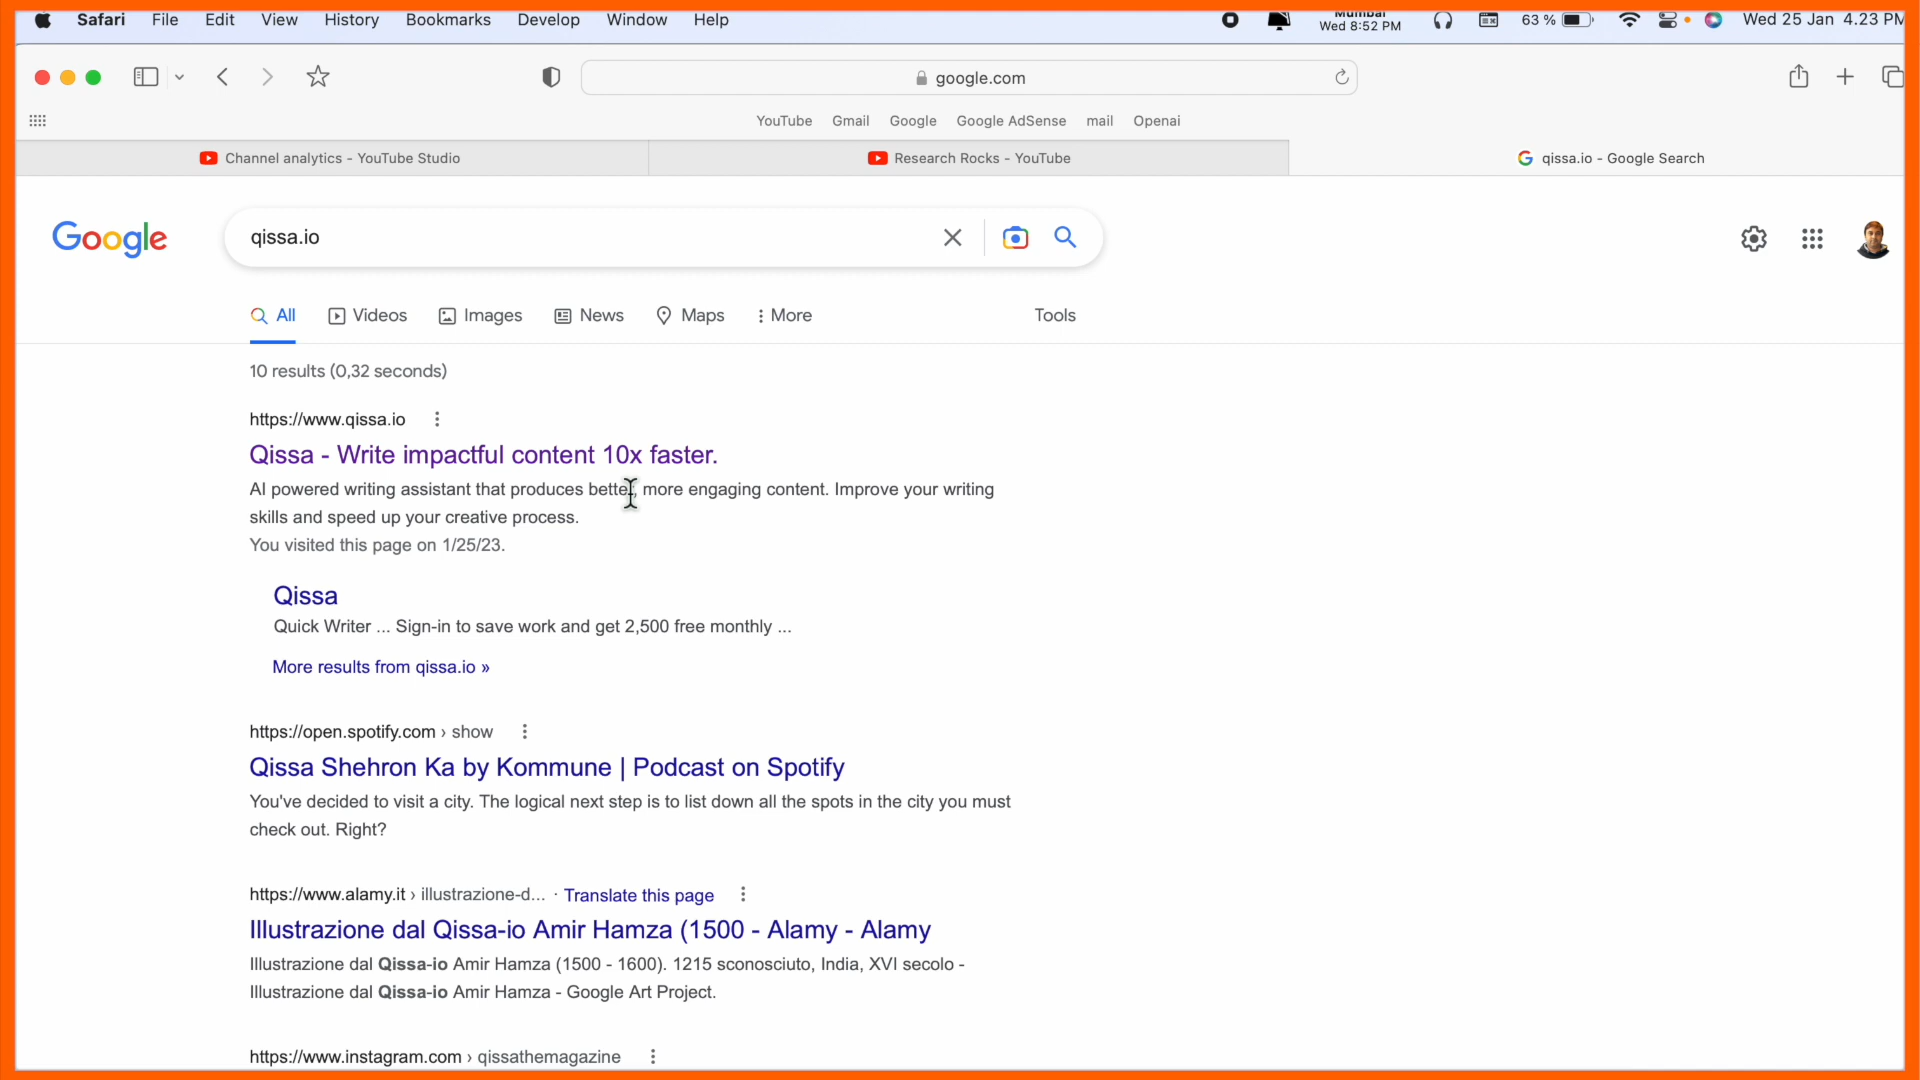 Safari File Edit View History Bookmarks Develop Window Help Mumbai 63 % Wed 25 Jan 4.23 PM
Wed 8:52 PM
google.com
YouTube Gmail Google Google AdSense mail Openai
Channel analytics - YouTube Studio Research Rocks - YouTube qissa.io - Google Search
Google qissa.io
All Videos Images News Maps More Tools
10 results (0,32 seconds)
https://www.qissa.io
Qissa - Write impactful content 10x faster.
AI powered writing assistant that produces better, more engaging content. Improve your writing
skills and speed up your creative process.
You visited this page on 1/25/23.
Qissa
Quick Writer ... Sign-in to save work and get 2,500 free monthly ...
More results from qissa.io »
https://open.spotify.com › show
Qissa Shehron Ka by Kommune | Podcast on Spotify
You've decided to visit a city. The logical next step is to list down all the spots in the city you must
check out. Right?
https://www.alamy.it › illustrazione-d... · Translate this page
Illustrazione dal Qissa-io Amir Hamza (1500 - Alamy - Alamy
Illustrazione dal Qissa-io Amir Hamza (1500 - 1600). 1215 sconosciuto, India, XVI secolo -
Illustrazione dal Qissa-io Amir Hamza - Google Art Project.
https://www.instagram.com › qissathemagazine